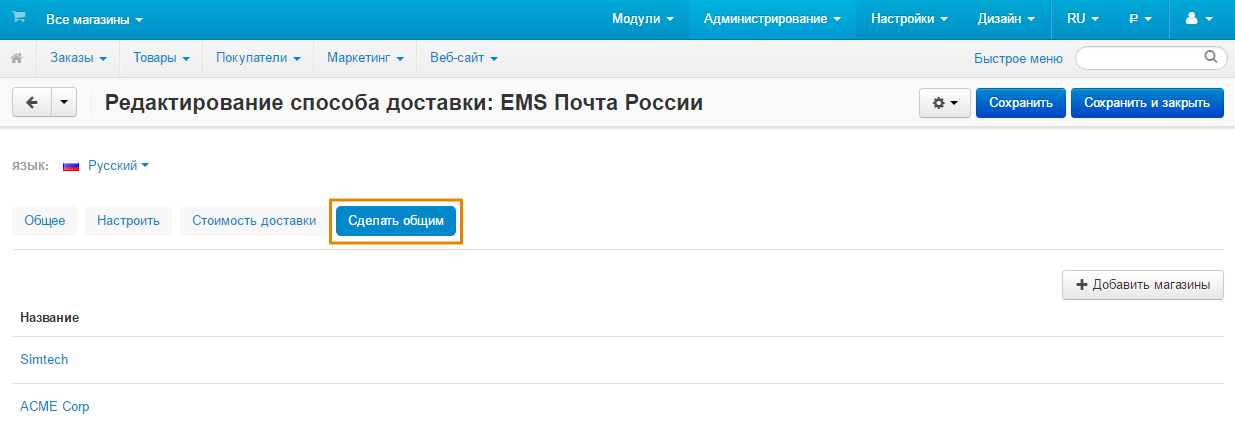 Все магазины Модули Администрирование Настройки Дизайн RU ₽
Заказы Товары Покупатели Маркетинг Веб-сайт Быстрое меню
Редактирование способа доставки: EMS Почта России Сохранить Сохранить и закрыть
ЯЗЫК: Русский
Общее Настроить Стоимость доставки Сделать общим
Добавить магазины
Название
Simtech
ACME Corp